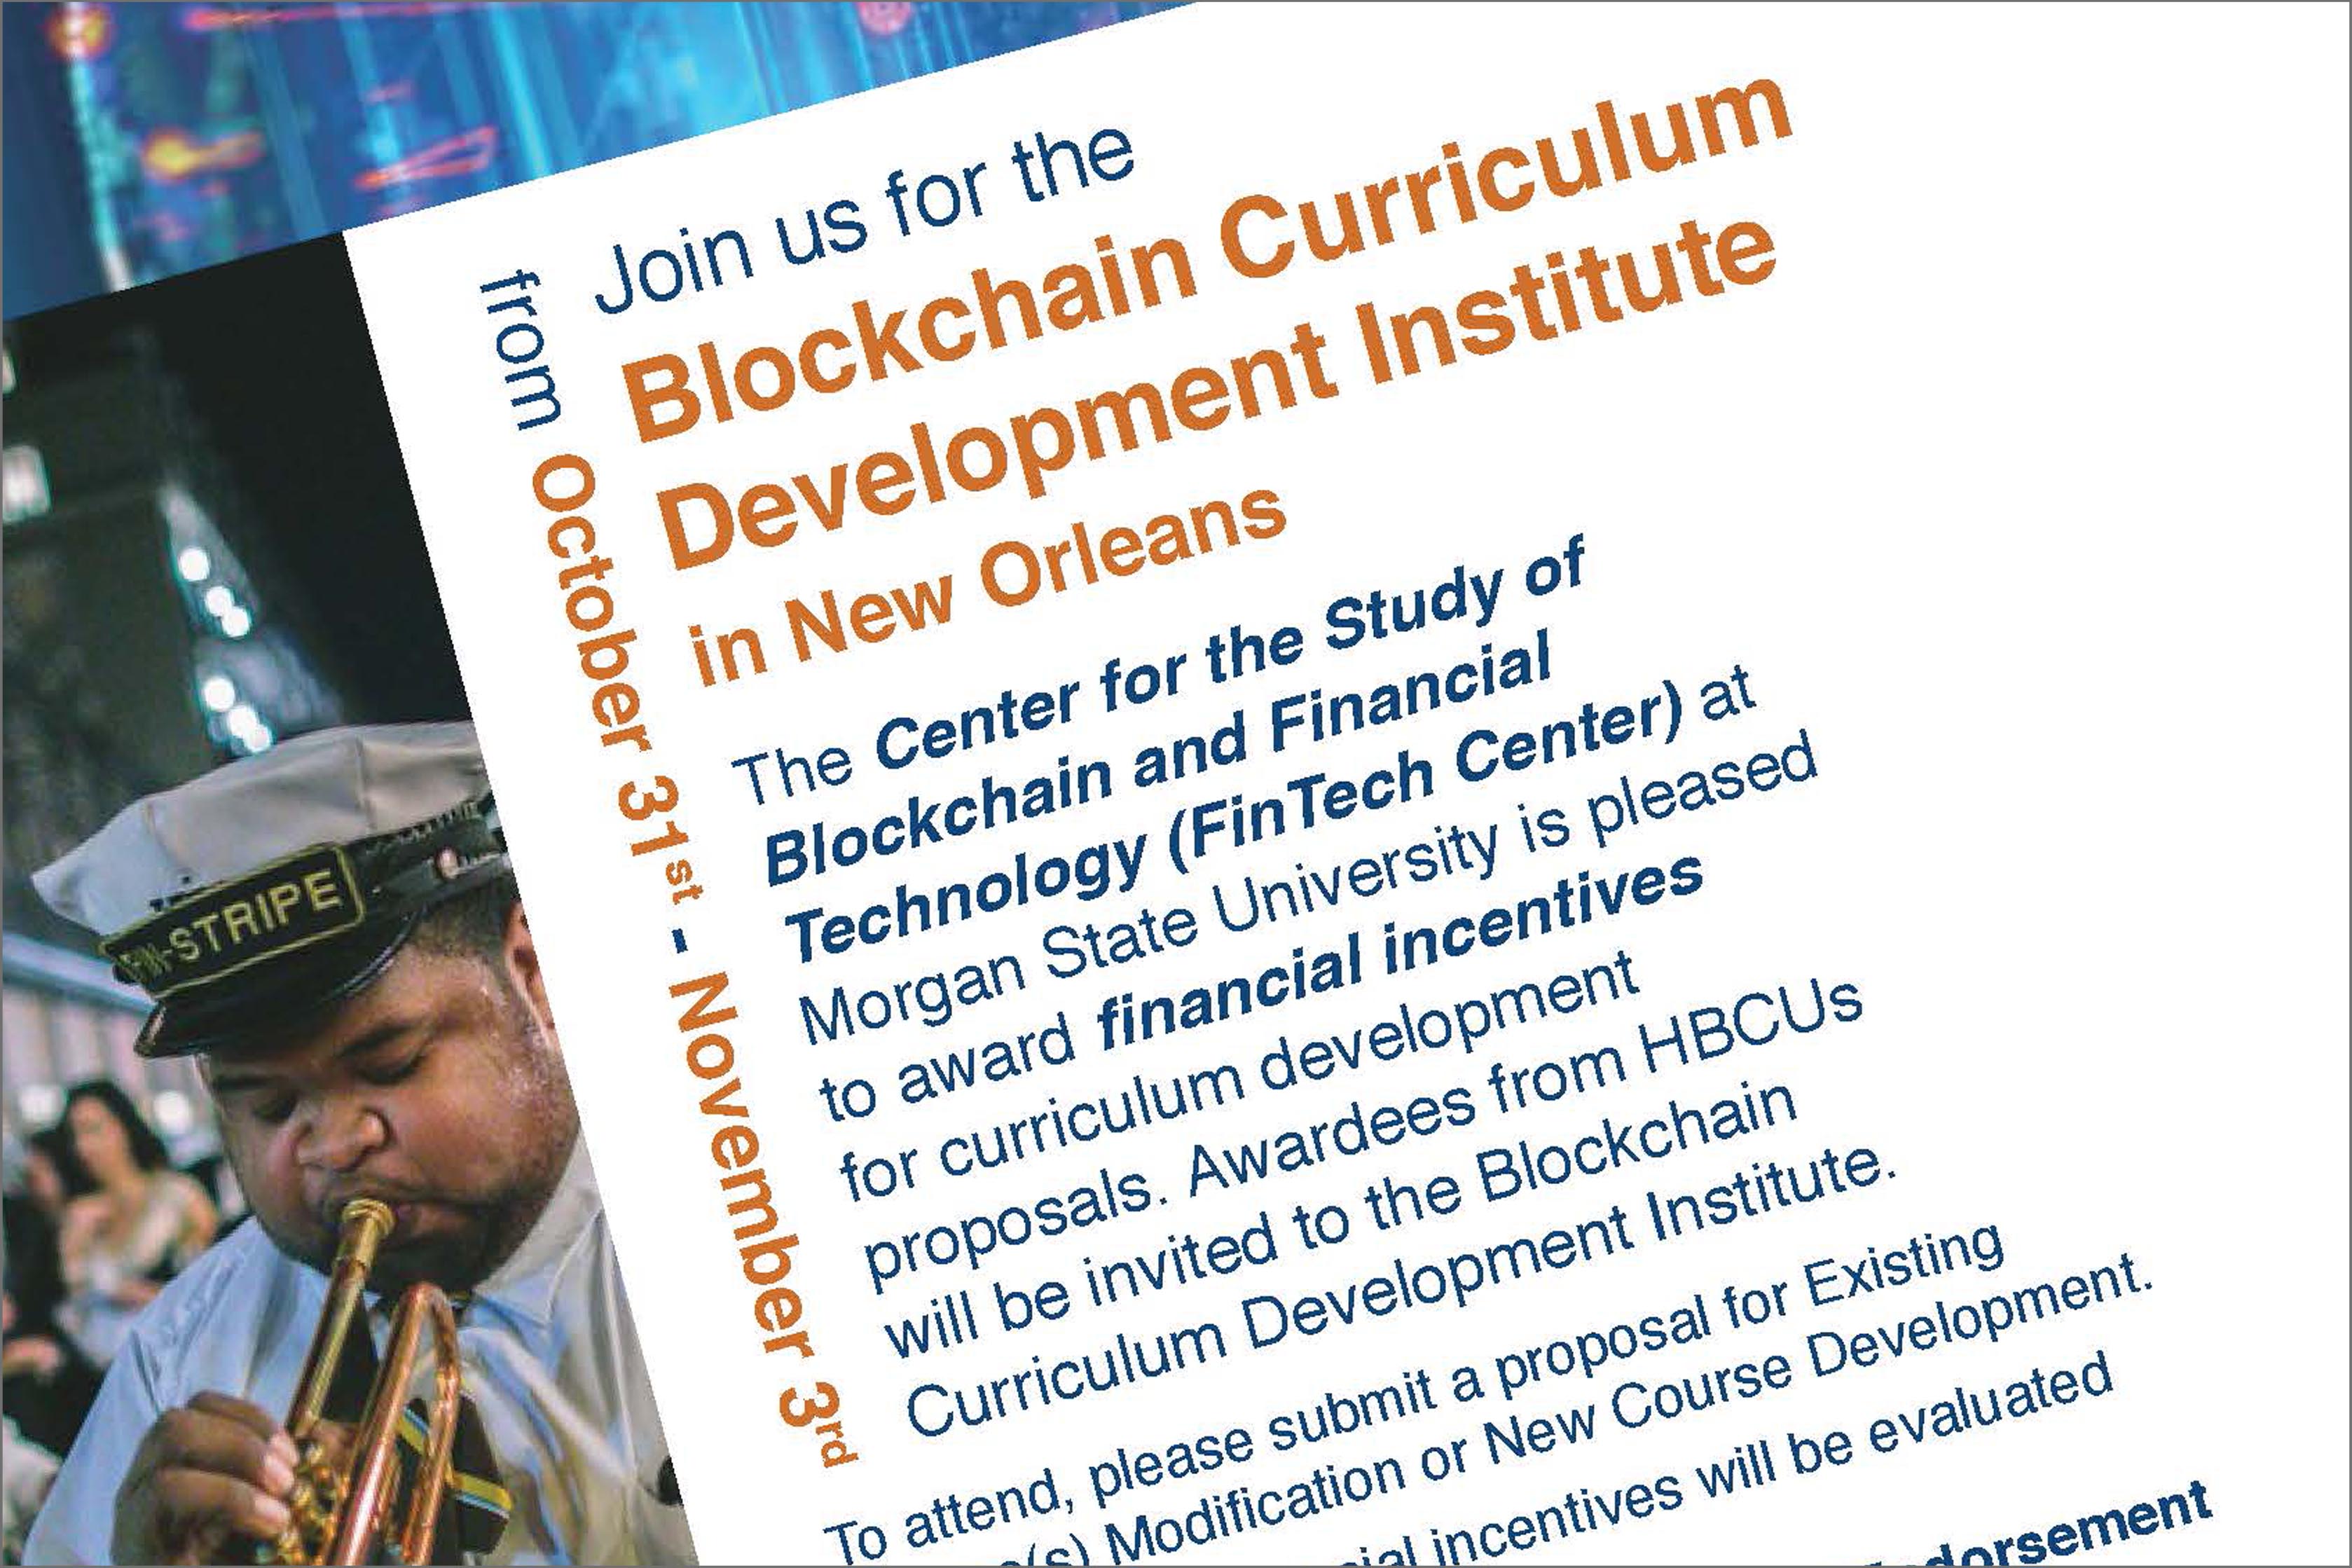 Join us for the
Blockchain Curriculum
Development Institute
in New Orleans
from October 31st - November 3rd
The Center for the Study of
Blockchain and Financial
Technology (FinTech Center) at
Morgan State University is pleased
to award financial incentives
for curriculum development
proposals. Awardees from HBCUs
will be invited to the Blockchain
Curriculum Development Institute.
To attend, please submit a proposal for Existing
Modification or New Course Development.
incentives will be evaluated
-STRIPE